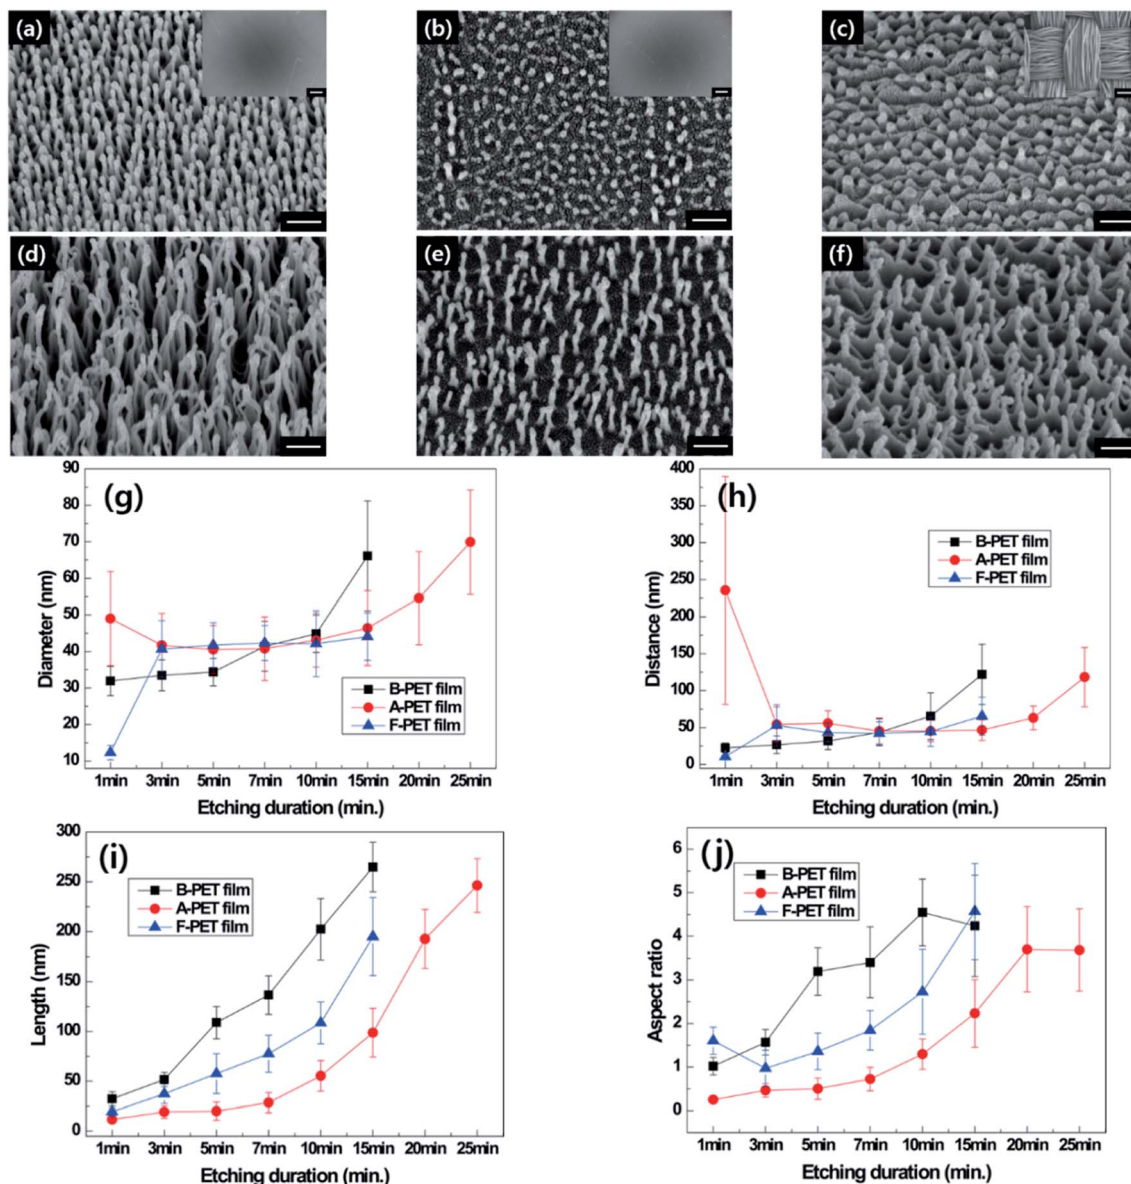 (a)
(b)
(c)
(d)
(e)
(f)
(g)
90
80
70
60
50
40
30
20
10
Diameter (nm)
B-PET film
A-PET film
F-PET film
1min 3min 5min 7min 10min 15min 20min 25min
Etching duration (min.)
(h)
400
350
300
250
200
150
100
50
0
Distance (nm)
B-PET film
A-PET film
F-PET film
1min 3min 5min 7min 10min 15min 20min 25min
Etching duration (min.)
(i)
300
250
200
150
100
50
0
Length (nm)
B-PET film
A-PET film
F-PET film
1min 3min 5min 7min 10min 15min 20min 25min
Etching duration (min.)
(j)
6
5
4
3
2
1
0
Aspect ratio
B-PET film
A-PET film
F-PET film
1min 3min 5min 7min 10min 15min 20min 25min
Etching duration (min.)